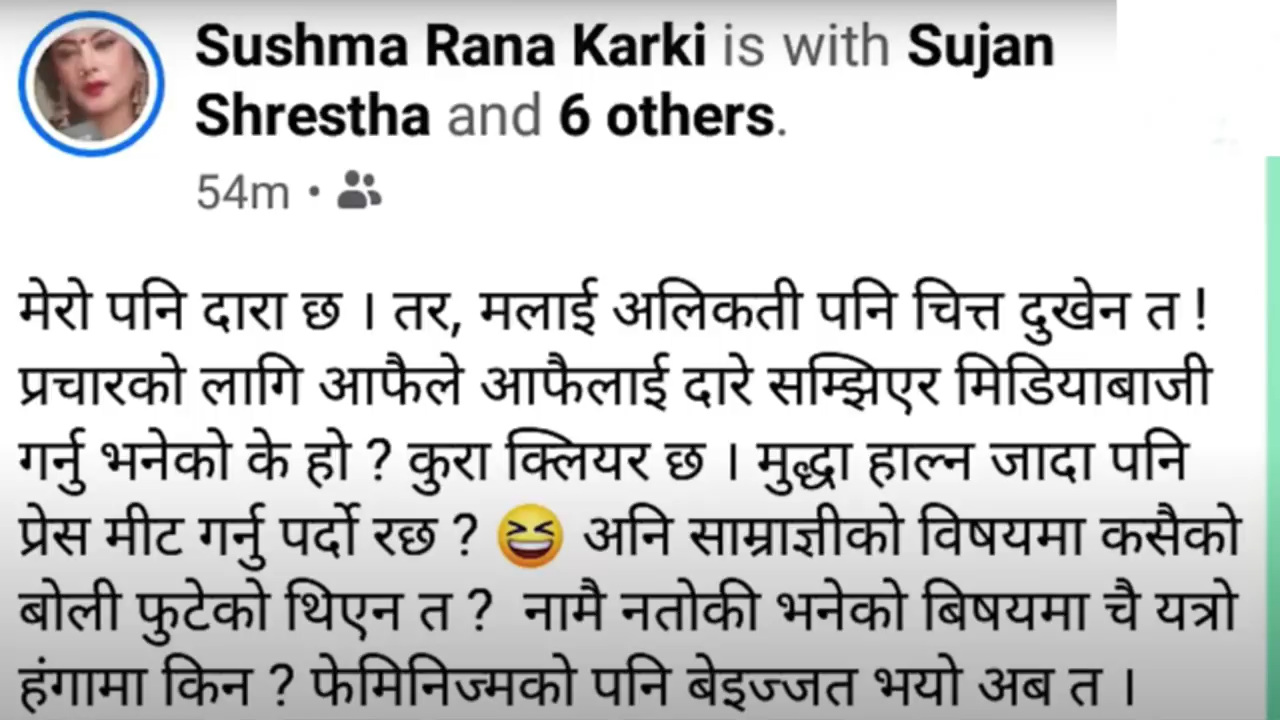 Sushma Rana Karki is with Sujan
Shrestha and 6 others.
54m •
मेरो पनि दारा छ । तर, मलाई अलिकती पनि चित्त दुखेन त !
प्रचारको लागि आफैले आफैलाई दारे सम्झिएर मिडियाबाजी
गर्नु भनेको के हो ? कुरा क्लियर छ । मुद्धा हाल्न जादा पनि
प्रेस मीट गर्नु पर्दो रछ ? 😆 अनि साम्राज्ञीको विषयमा कसैको
बोली फुटेको थिएन त ? नामै नतोकी भनेको बिषयमा चै यत्रो
हंगामा किन ? फेमिनिज्मको पनि बेइज्जत भयो अब त ।